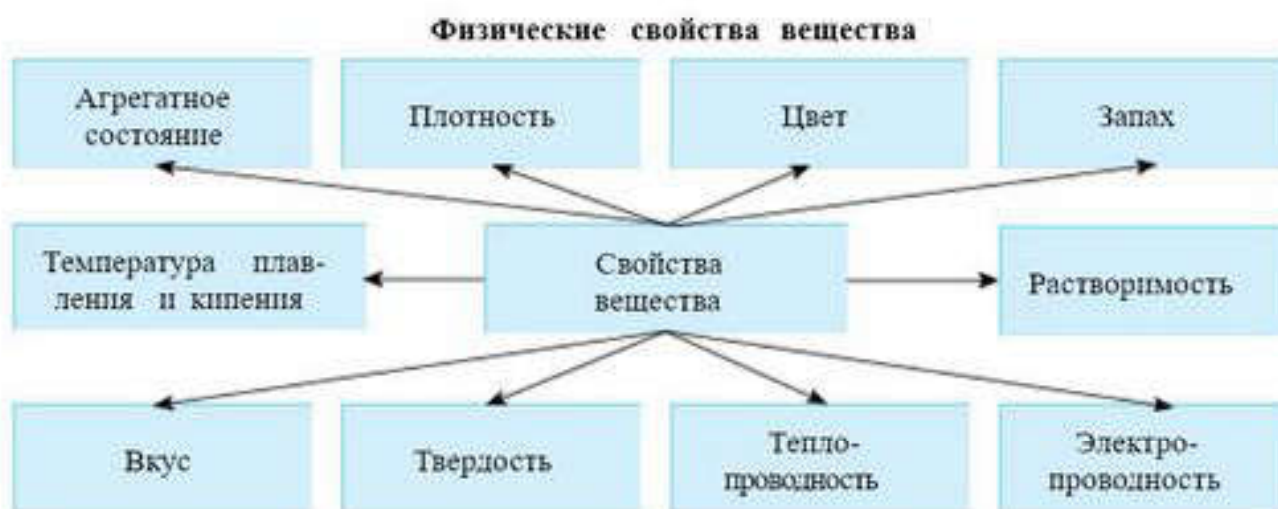 Физические свойства вещества
Агрегатное
состояние
Плотность
Цвет
Запах
Температура плав-
ления и кипения
Свойства
вещества
Растворимость
Вкус
Твердость
Тепло-
проводность
Электро-
проводность